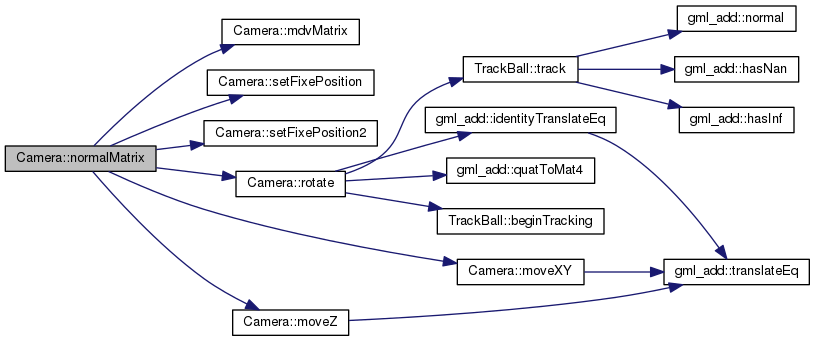 gml_add::normal
Camera::mdvMatrix
TrackBall::track
gml_add::hasNan
Camera::setFixePosition
gml_add::identityTranslateEq
gml_add::hasInf
Camera::setFixePosition2
Camera::normalMatrix
gml_add::quatToMat4
Camera::rotate
TrackBall::beginTracking
Camera::moveXY
gml_add::translateEq
Camera::moveZ